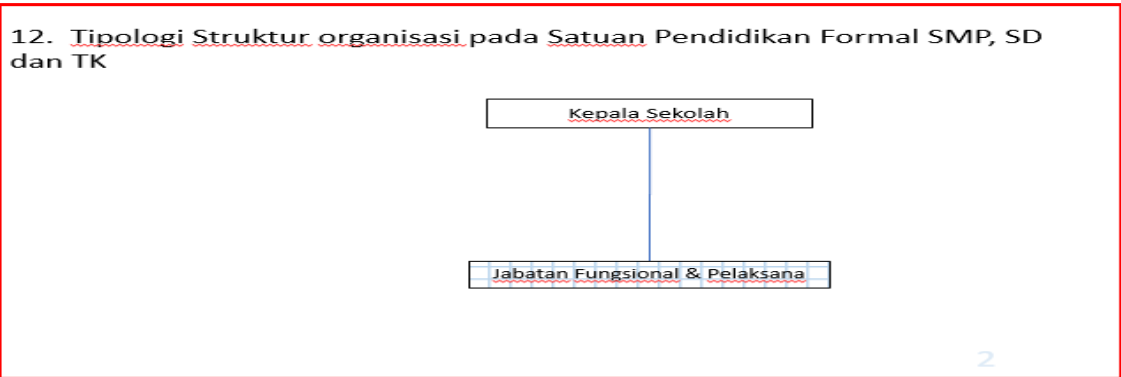 12. Tipologi Struktur organisasi pada Satuan Pendidikan Formal SMP, SD
dan TK
Kepala Sekolah
Jabatan Fungsional & Pelaksana
2